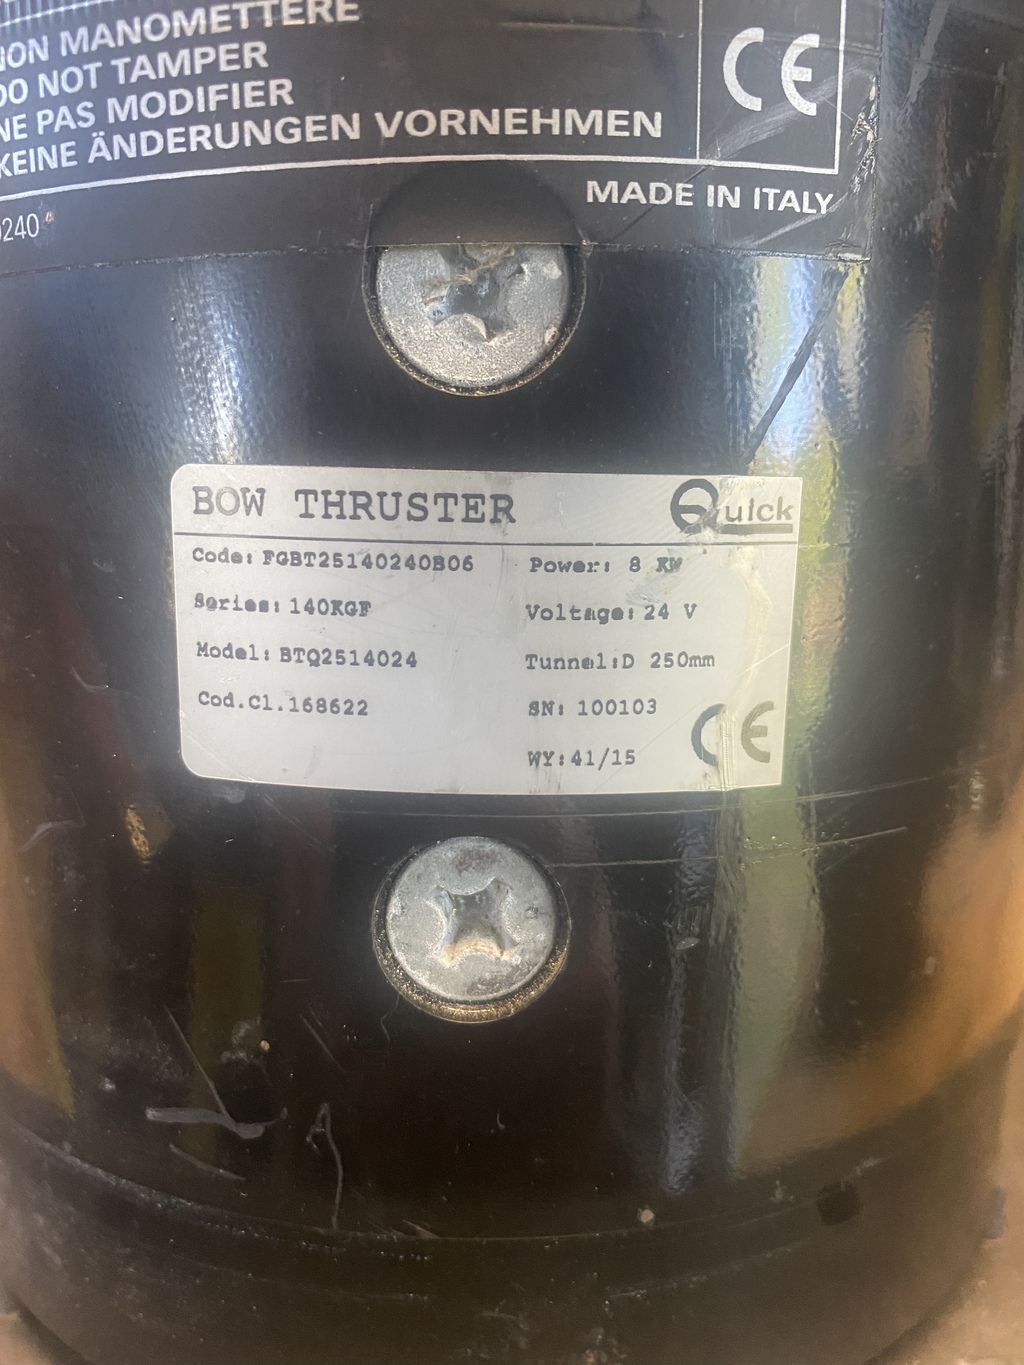 NON MANOMETTERE
DO NOT TAMPER
NE PAS MODIFIER
KEINE ÄNDERUNGEN VORNEHMEN
CE
MADE IN ITALY
0240
BOW THRUSTER
Quick
Code: FGBT25140240B06
Power: 8 KW
Series: 140KGF
Voltage: 24 V
Model: BTQ2514024
Tunnel:D 250mm
Cod.Cl.168622
SN: 100103
WY:41/15
CE